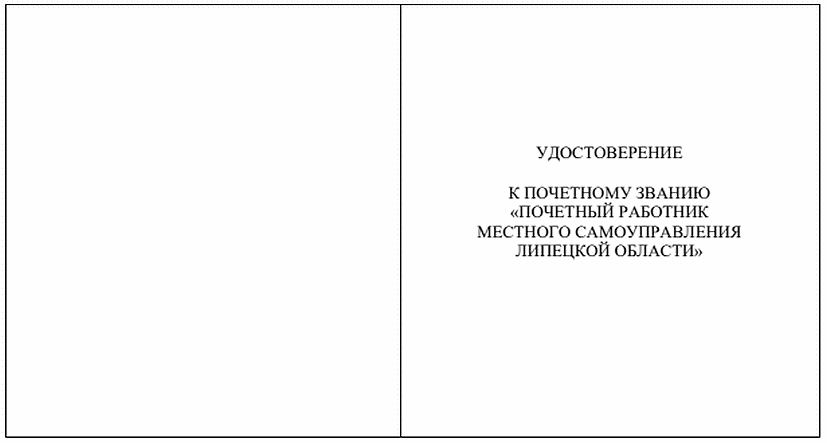 УДОСТОВЕРЕНИЕ
К ПОЧЕТНОМУ ЗВАНИЮ
«ПОЧЕТНЫЙ РАБОТНИК
МЕСТНОГО САМОУПРАВЛЕНИЯ
ЛИПЕЦКОЙ ОБЛАСТИ»